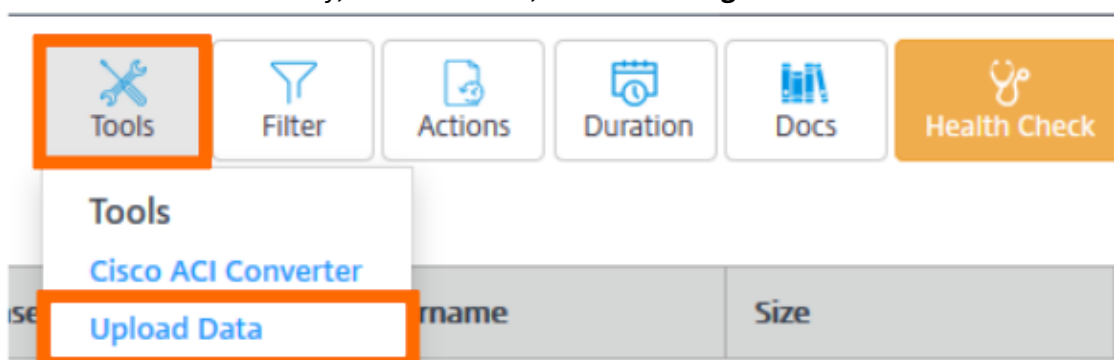 Tools Filter Actions Duration Docs Health Check
Tools
Cisco ACI Converter
Upload Data
Size